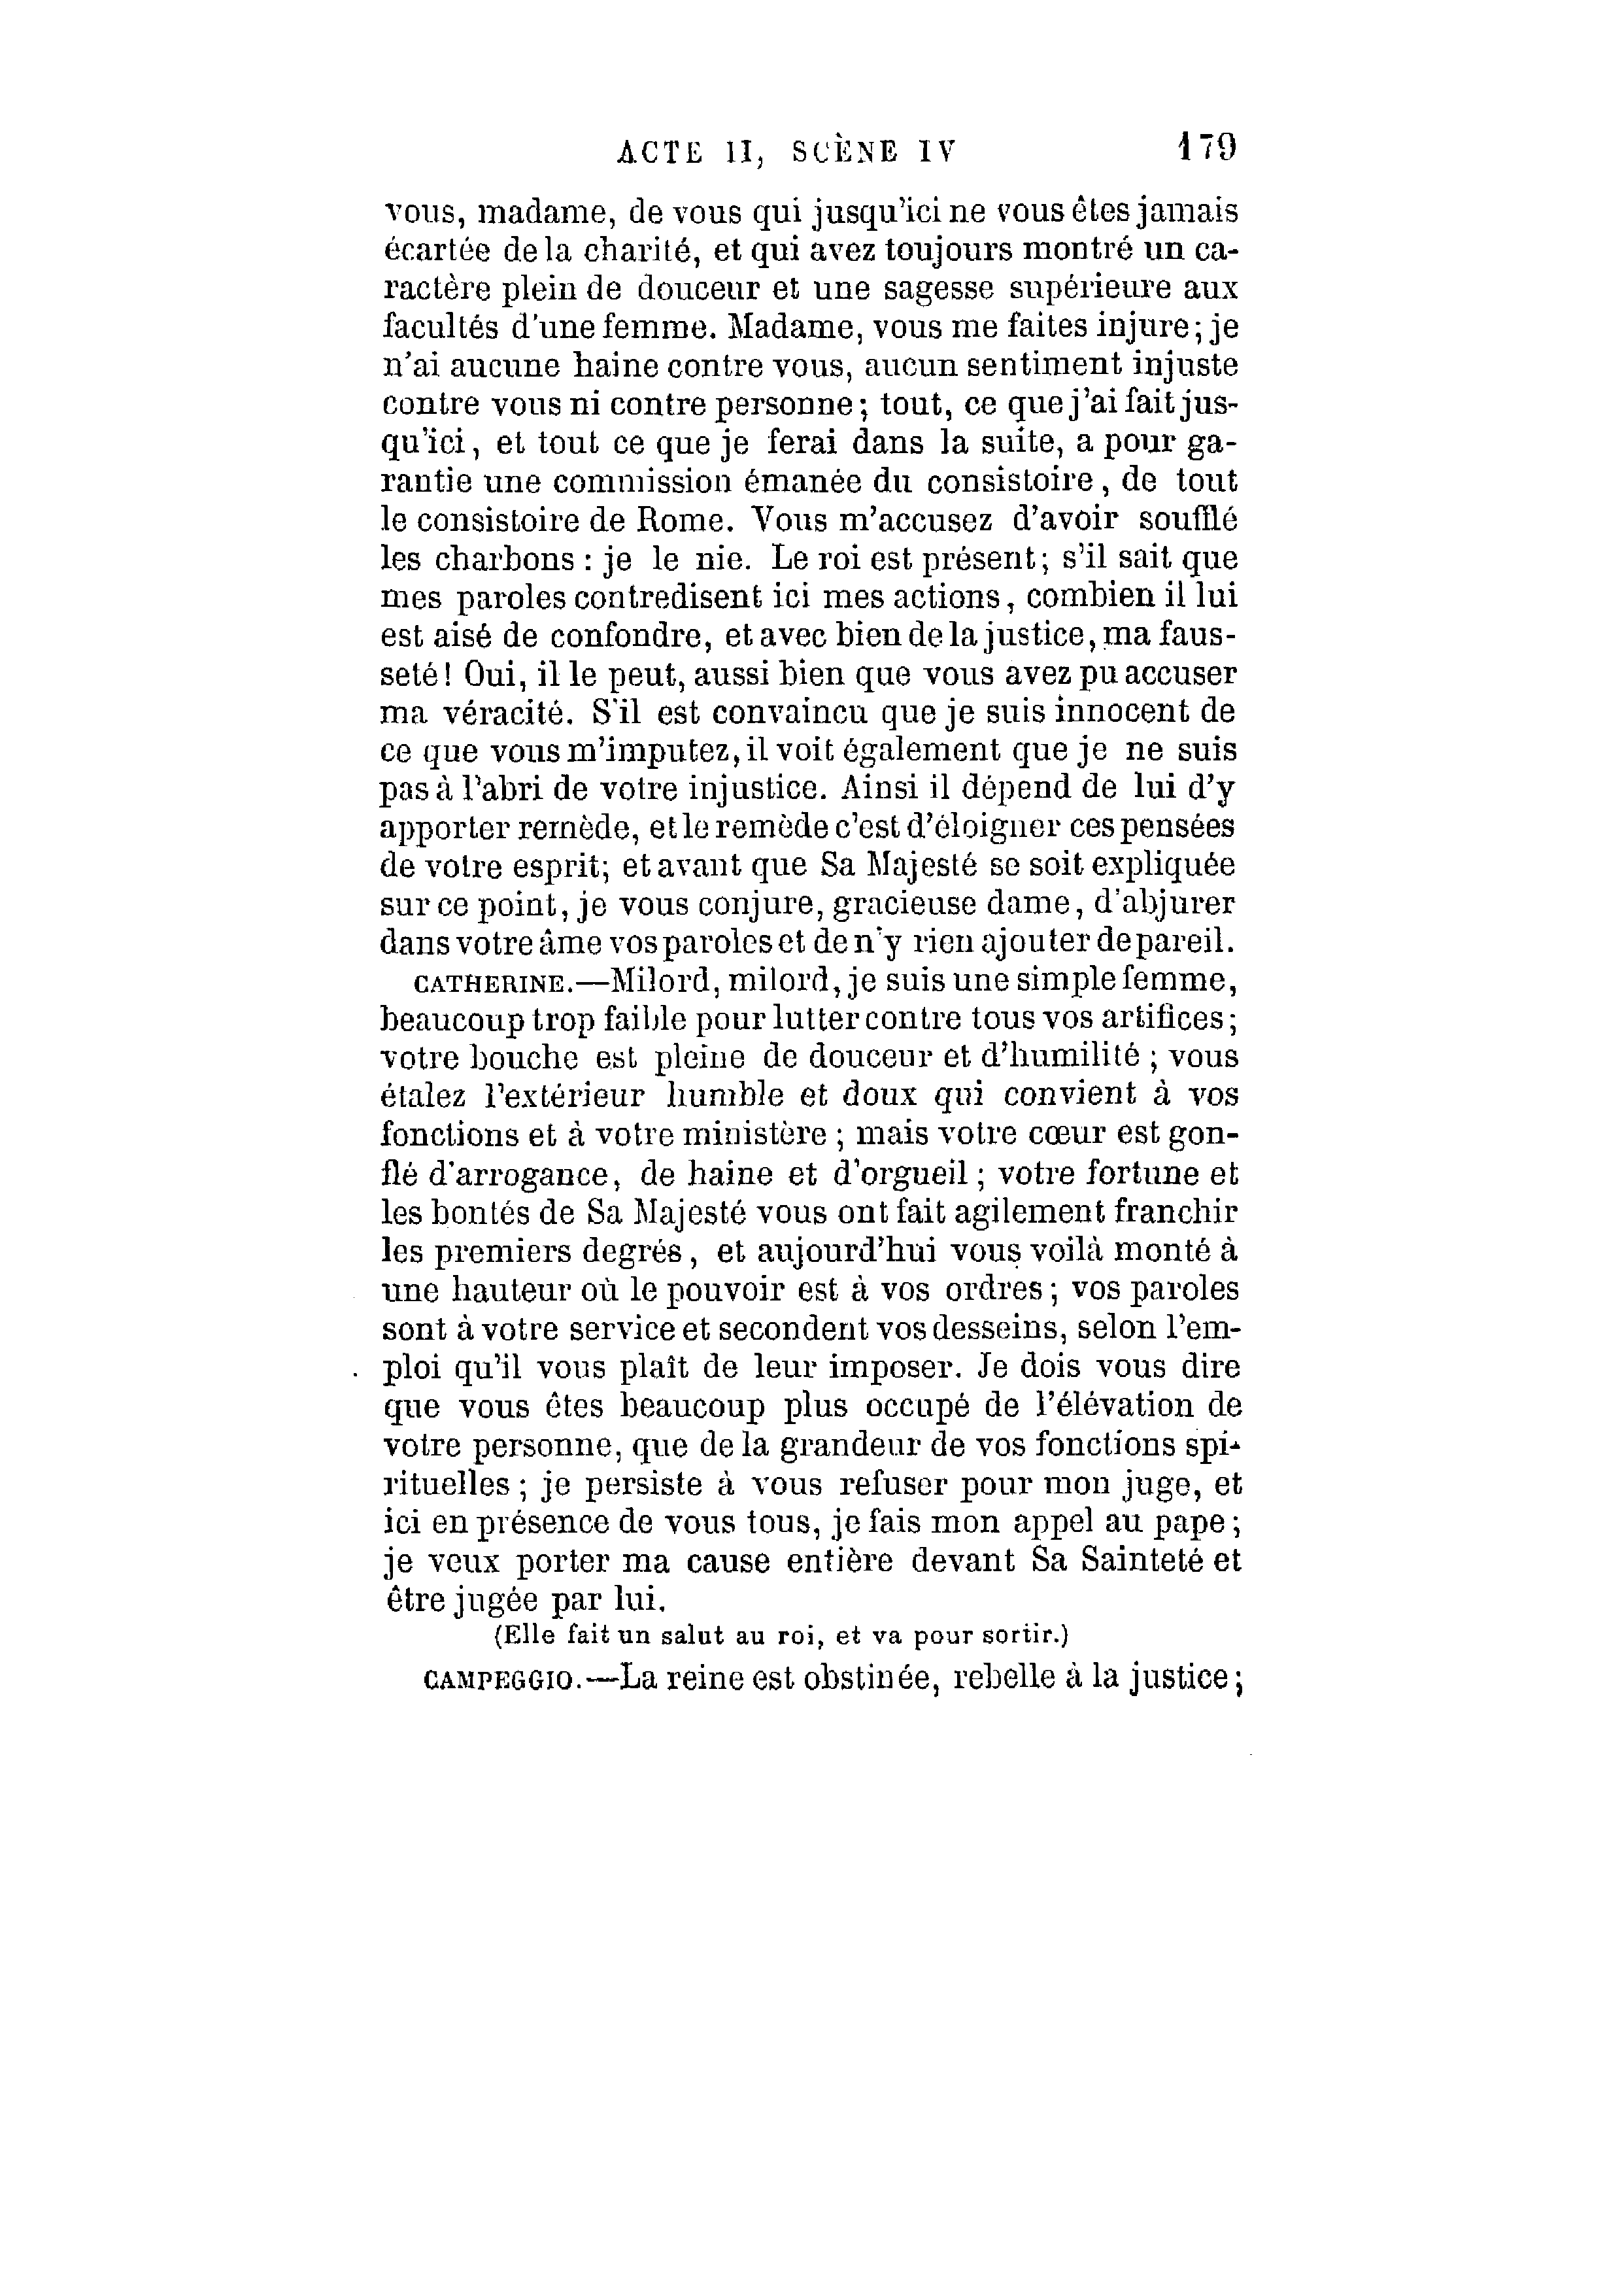 ACTE II, SCÈNE IV 179
vous, madame, de vous qui jusqu'ici ne vous êtes jamais
écartée de la charité, et qui avez toujours montré un ca-
ractère plein de douceur et une sagesse supérieure aux
facultés d'une femme. Madame, vous me faites injure; je
n'ai aucune haine contre vous, aucun sentiment injuste
contre vous ni contre personne; tout, ce que j'ai fait jus-
qu'ici, et tout ce que je ferai dans la suite, a pour ga-
rantie une commission émanée du consistoire, de tout
le consistoire de Rome. Vous m'accusez d'avoir soufflé
les charbons : je le nie. Le roi est présent; s'il sait que
mes paroles contredisent ici mes actions, combien il lui
est aisé de confondre, et avec bien de la justice, ma faus-
seté! Oui, il le peut, aussi bien que vous avez pu accuser
ma véracité. S'il est convaincu que je suis innocent de
ce que vous m'imputez, il voit également que je ne suis
pas à l'abri de votre injustice. Ainsi il dépend de lui d'y
apporter remède, et le remède c'est d'éloigner ces pensées
de votre esprit; et avant que Sa Majesté se soit expliquée
sur ce point, je vous conjure, gracieuse dame, d'abjurer
dans votre âme vos paroles et de n'y rien ajouter de pareil.
CATHERINE.—Milord, milord, je suis une simple femme,
beaucoup trop faible pour lutter contre tous vos artifices;
votre bouche est pleine de douceur et d'humilité ; vous
étalez l'extérieur humble et doux qui convient à vos
fonctions et à votre ministère ; mais votre cœur est gon-
flé d'arrogance, de haine et d'orgueil ; votre fortune et
les bontés de Sa Majesté vous ont fait agilement franchir
les premiers degrés, et aujourd'hui vous voilà monté à
une hauteur où le pouvoir est à vos ordres ; vos paroles
sont à votre service et secondent vos desseins, selon l'em-
ploi qu'il vous plaît de leur imposer. Je dois vous dire
que vous êtes beaucoup plus occupé de l'élévation de
votre personne, que de la grandeur de vos fonctions spi-
rituelles ; je persiste à vous refuser pour mon juge, et
ici en présence de vous tous, je fais mon appel au pape;
je veux porter ma cause entière devant Sa Sainteté et
être jugée par lui.
(Elle fait un salut au roi, et va pour sortir.)
CAMPEGGIO.—La reine est obstinée, rebelle à la justice;